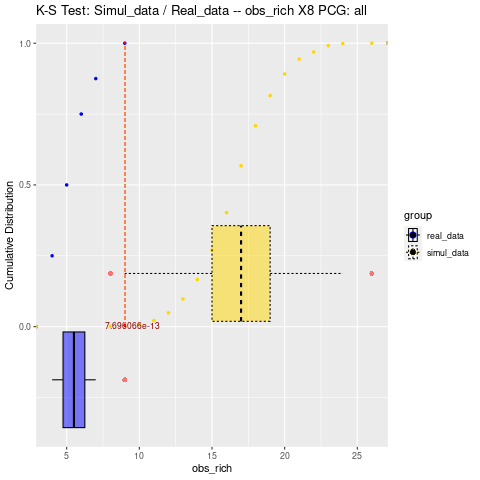 K-S Test: Simul_data / Real_data -- obs_rich X8 PCG: all
1.0
0.5
0.0
Cumulative Distribution
7.696066e-13
5 10 15 20 25
obs_rich
group
real_data
simul_data